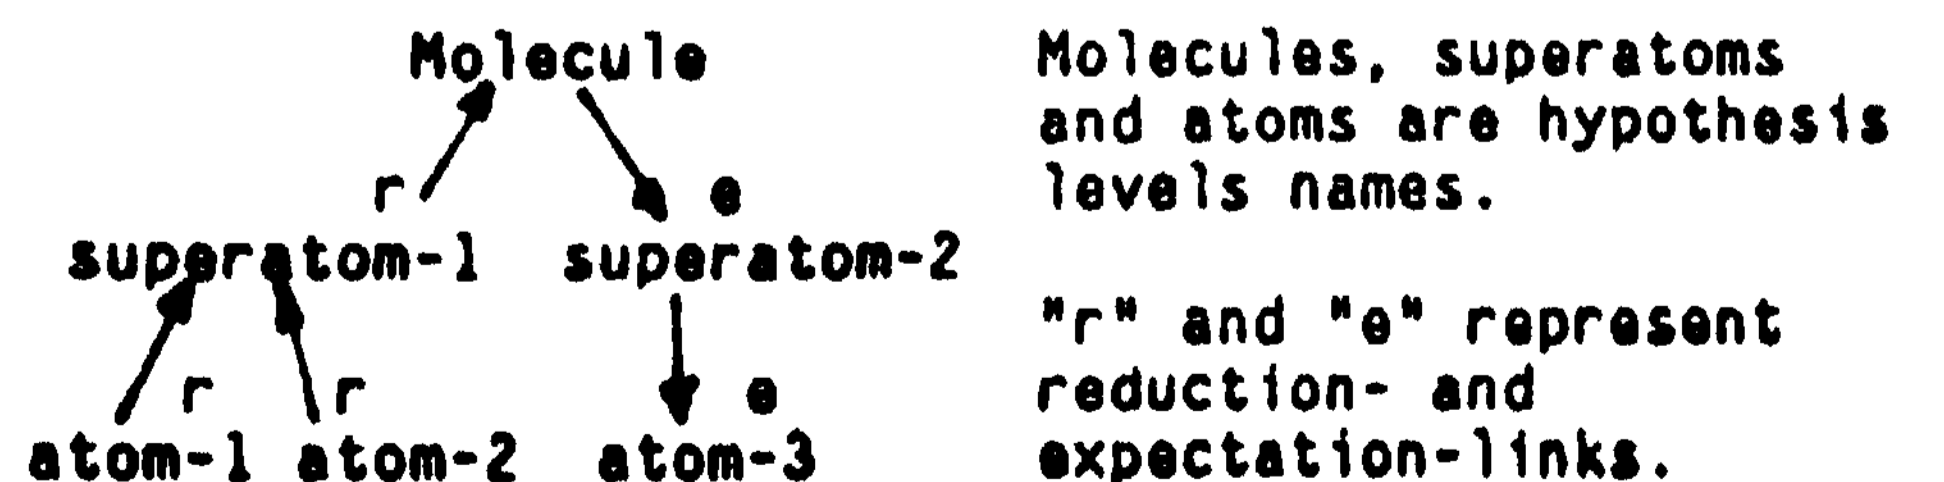 Molecule
r e
superatom-1 superatom-2
r r e
atom-1 atom-2 atom-3
Molecules, superatoms
and atoms are hypothesis
levels names.
"r" and "e" represent
reduction- and
expectation-links.